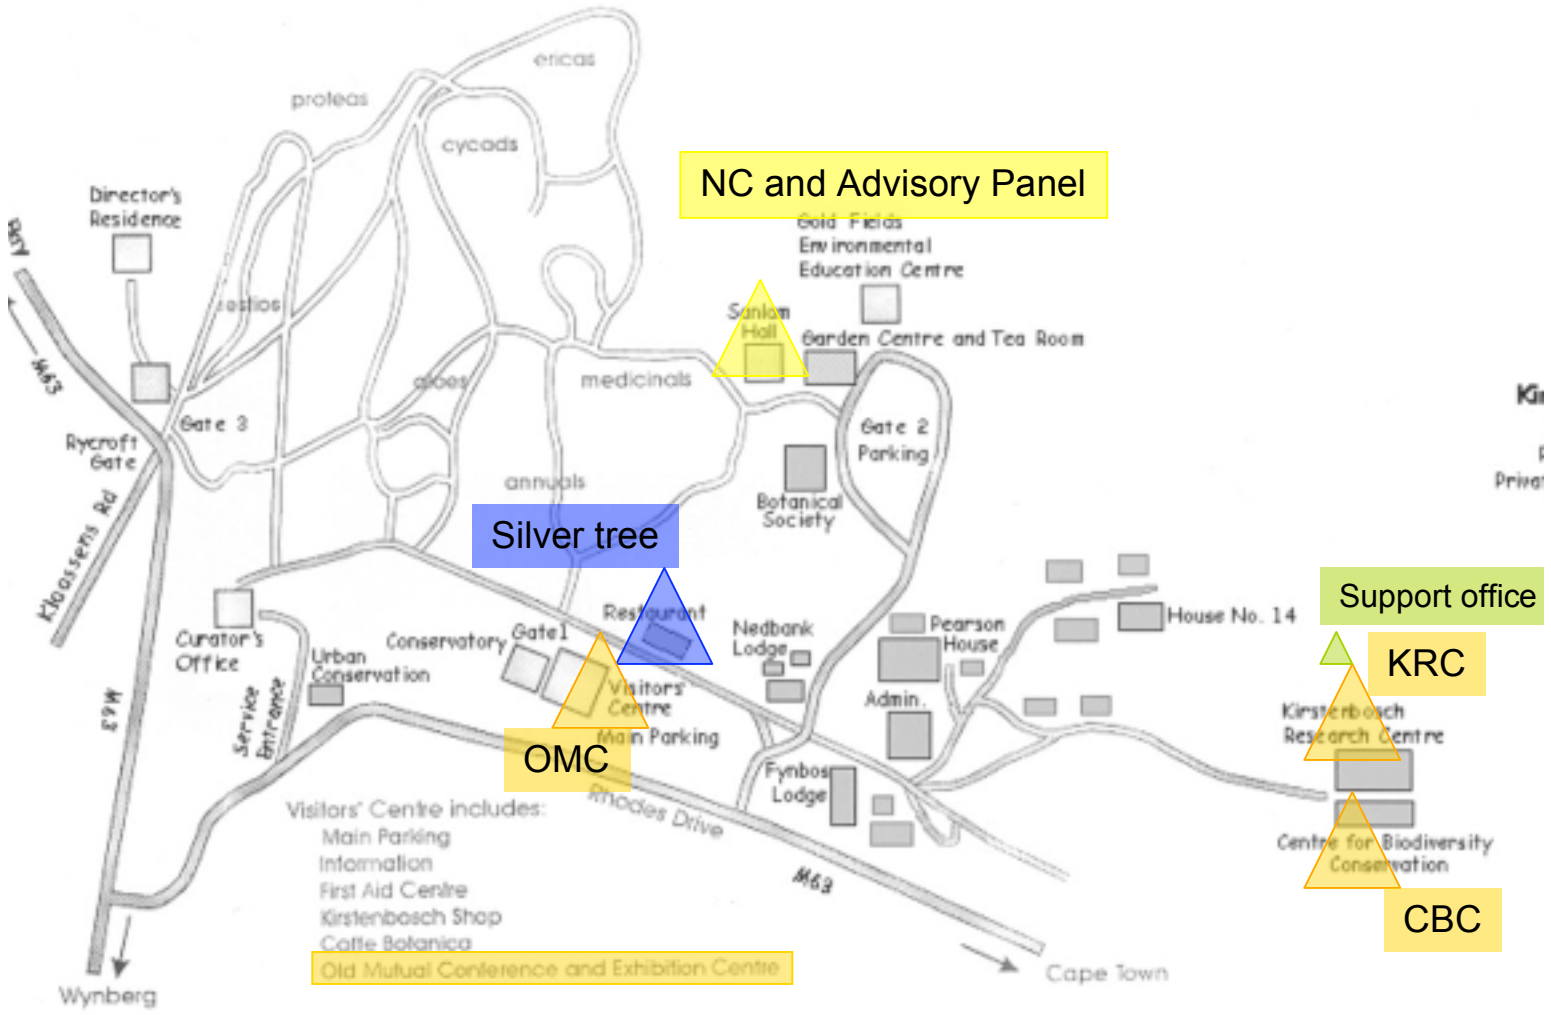 ericas
proteas
cycads
NC and Advisory Panel
Director's
Residence
Gold Fields
Environmental
Education Centre
restios
Sanlam
Hall
Garden Centre and Tea Room
M63
aloes
medicinals
Gate 3
Gate 2
Parking
Rycroft
Gate
annuals
Botanical
Society
Silver tree
Klaassens Rd
Support office
Restaurant
House No. 14
Conservatory
Gate1
Nedbank
Lodge
Pearson
House
Curator's
Office
Urban
Conservation
KRC
Visitors'
Centre
Main Parking
Admin.
Kirstenbosch
Research Centre
M63
Service
Entrance
OMC
Fynbos
Lodge
Rhodes Drive
Visitors' Centre includes:
Main Parking
Information
First Aid Centre
Kirstenbosch Shop
Caffe Botanica
Old Mutual Conference and Exhibition Centre
Centre for Biodiversity
Conservation
CBC
M63
Cape Town
Wynberg